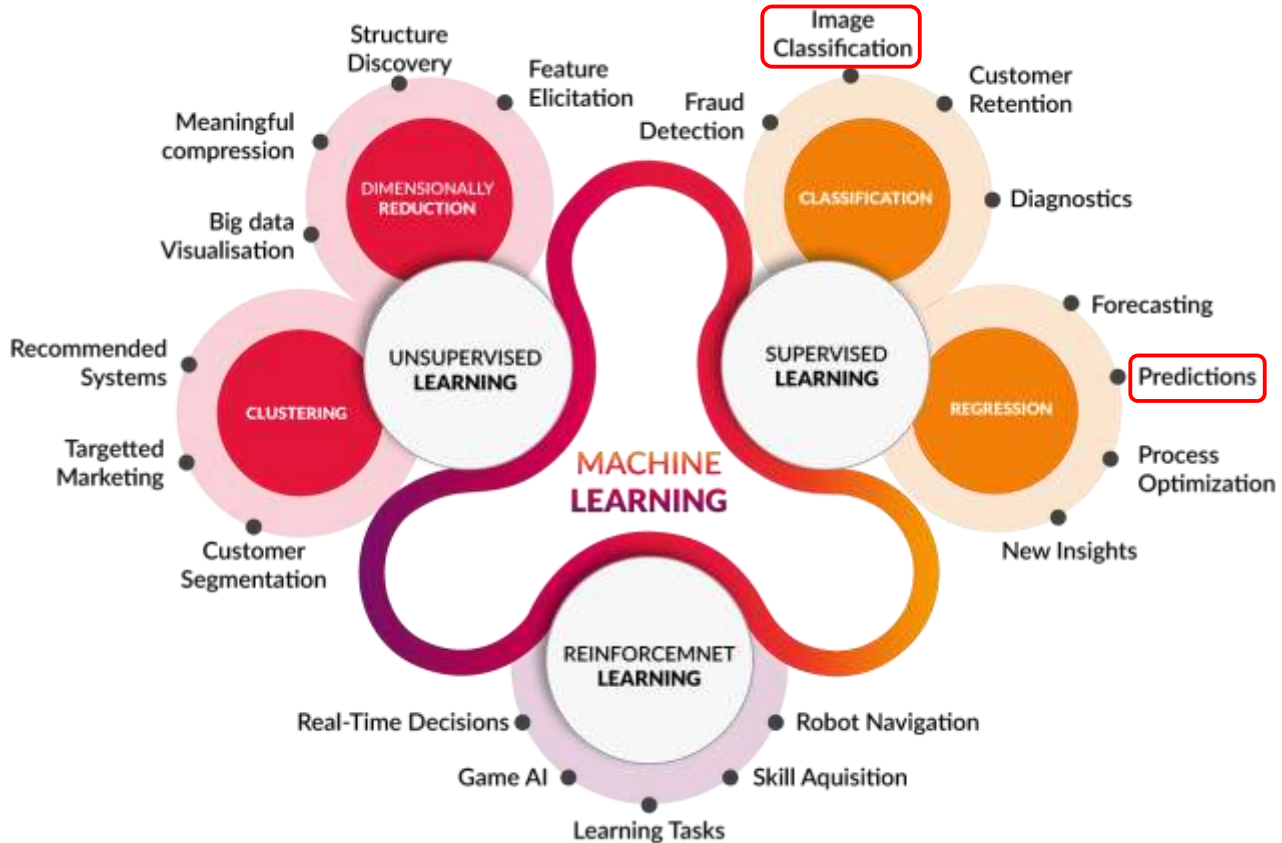 Structure
Discovery
Feature
Elicitation
Meaningful
compression
Big data
Visualisation
DIMENSIONALLY
REDUCTION
UNSUPERVISED
LEARNING
Recommended
Systems
CLUSTERING
Targetted
Marketing
Customer
Segmentation
Image
Classification
Fraud
Detection
Customer
Retention
CLASSIFICATION
Diagnostics
SUPERVISED
LEARNING
Forecasting
Predictions
REGRESSION
Process
Optimization
New Insights
MACHINE
LEARNING
REINFORCEMNET
LEARNING
Real-Time Decisions
Robot Navigation
Game AI
Skill Aquisition
Learning Tasks